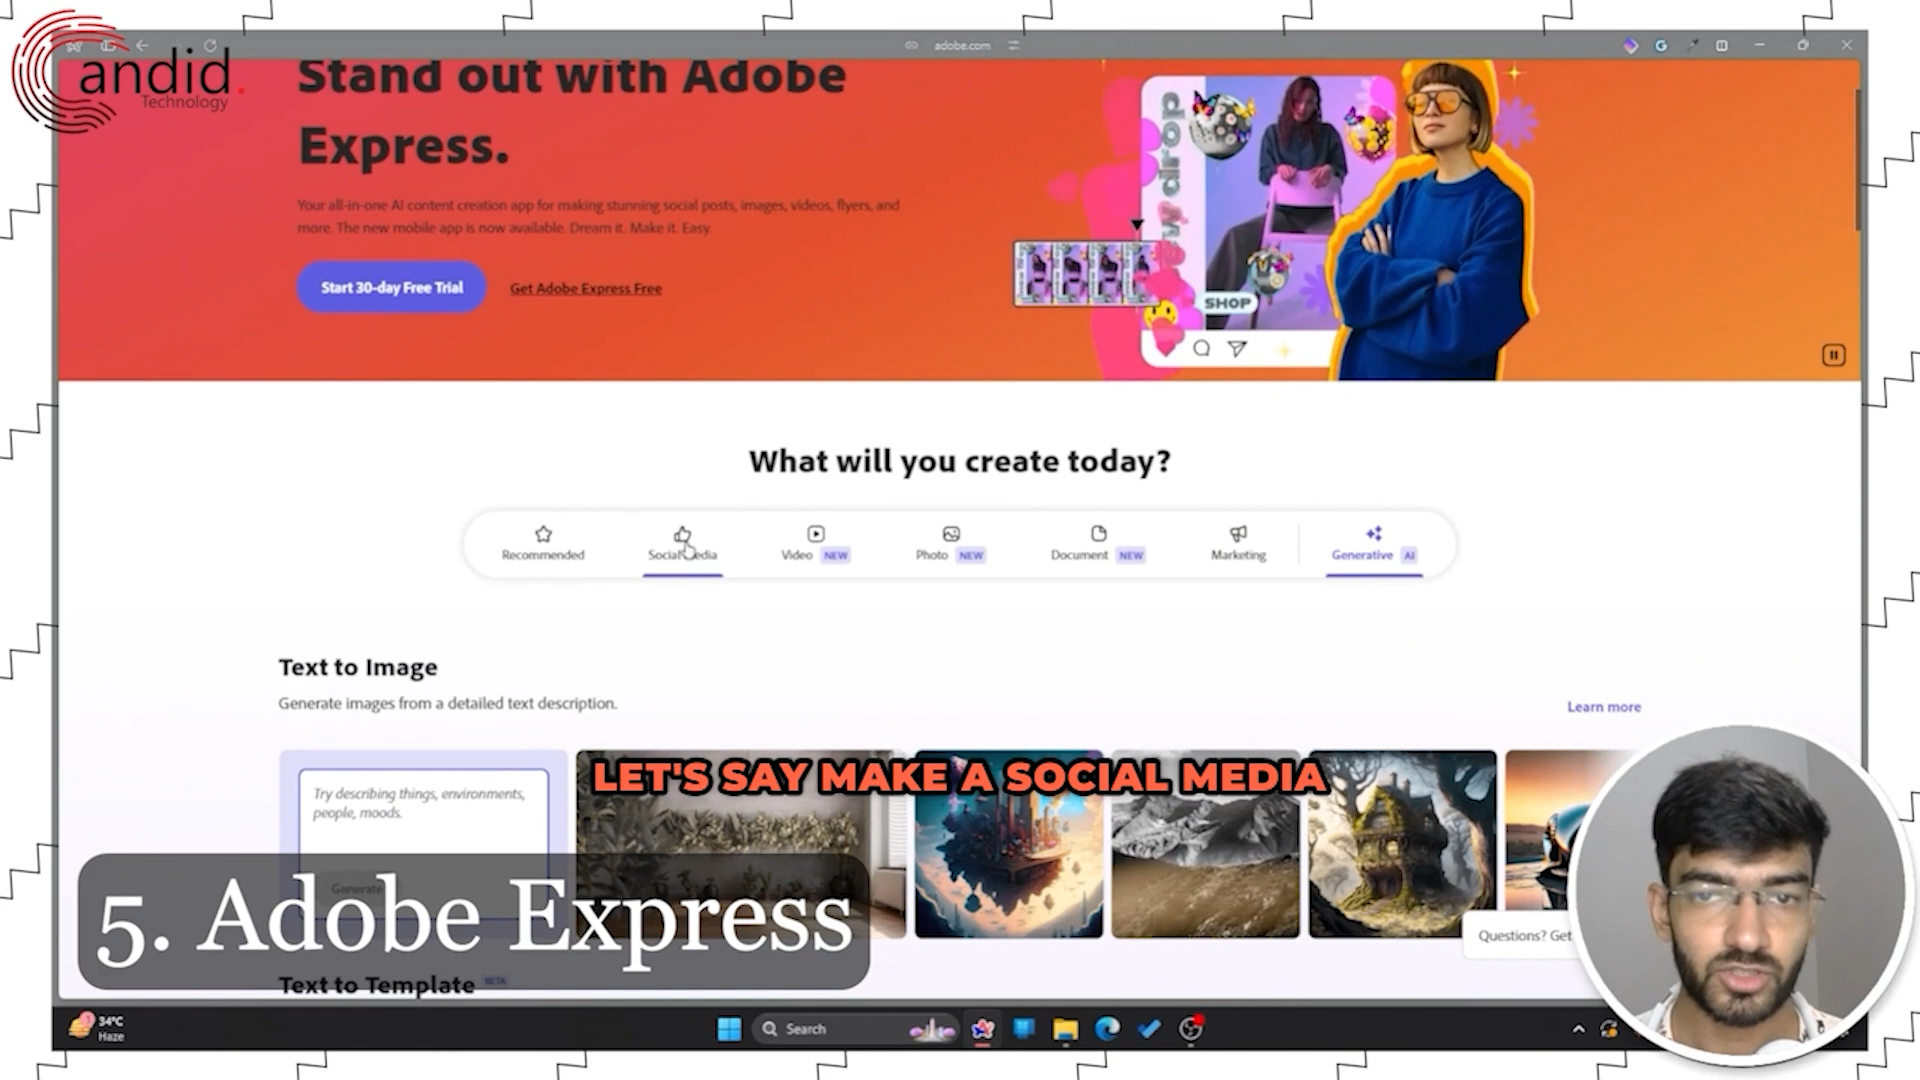 Candid.
Technology
adobe.com
Stand out with Adobe
Express.
Your all-in-one AI content creation app for making stunning social posts, images, videos, flyers, and
more. The new mobile app is now available. Dream it. Make it. Easy.
Start 30-day Free Trial
Get Adobe Express Free
SHOP
What will you create today?
Recommended
Social Media
Video NEW
Photo NEW
Document NEW
Marketing
Generative AI
Text to Image
Generate images from a detailed text description.
Learn more
LET'S SAY MAKE A SOCIAL MEDIA
Try describing things, environments,
people, moods.
Generate
5. Adobe Express
Questions? Get
Text to Template BETA
1
34°C
Haze
Search